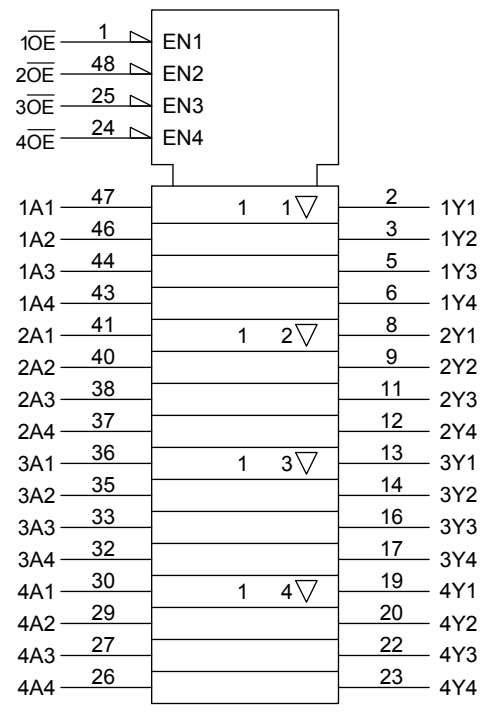 1O̅E̅ 1 EN1
2O̅E̅ 48 EN2
3O̅E̅ 25 EN3
4O̅E̅ 24 EN4
1A1 47 1 1▽ 2 1Y1
1A2 46 3 1Y2
1A3 44 5 1Y3
1A4 43 6 1Y4
2A1 41 1 2▽ 8 2Y1
2A2 40 9 2Y2
2A3 38 11 2Y3
2A4 37 12 2Y4
3A1 36 1 3▽ 13 3Y1
3A2 35 14 3Y2
3A3 33 16 3Y3
3A4 32 17 3Y4
4A1 30 1 4▽ 19 4Y1
4A2 29 20 4Y2
4A3 27 22 4Y3
4A4 26 23 4Y4